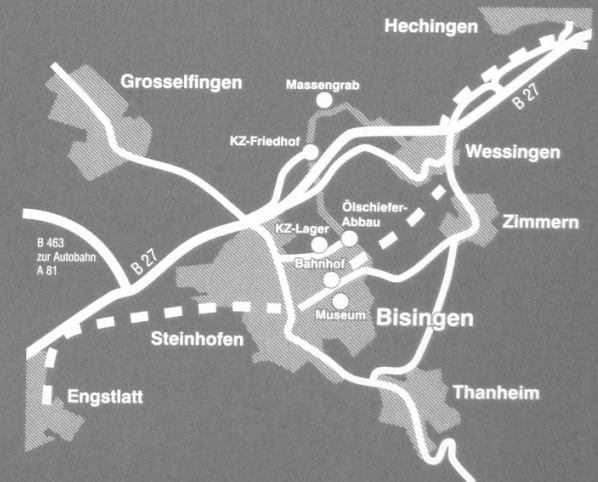 Hechingen
Grosselfingen
Massengrab
B 27
KZ-Friedhof
Wessingen
Ölschiefer-
Abbau
Zimmern
KZ-Lager
B 463
zur Autobahn
A 81
B 27
Bahnhof
Museum
Bisingen
Steinhofen
Engstlatt
Thanheim